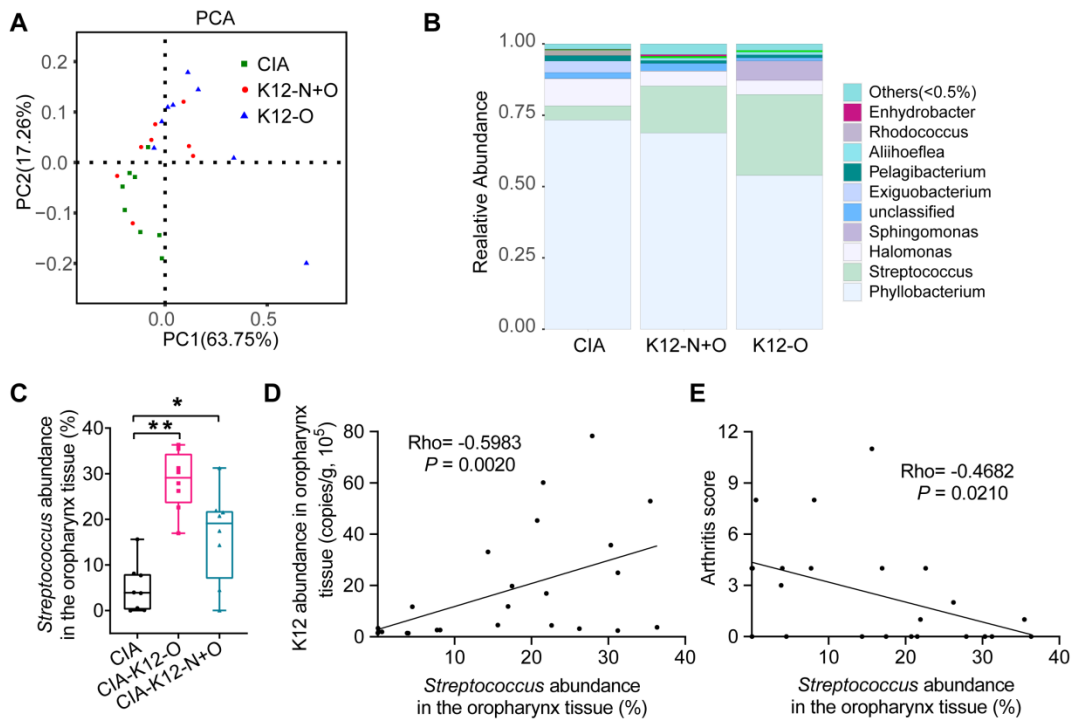 A
PCA
PC2(17.26%)
0.2
0.1
0.0
−0.1
−0.2
CIA
K12-N+O
K12-O
0.0
0.5
PC1(63.75%)
B
Realative Abundance
1.00
0.75
0.50
0.25
0.00
CIA
K12-N+O
K12-O
Others(<0.5%)
Enhydrobacter
Rhodococcus
Aliihoeflea
Pelagibacterium
Exiguobacterium
unclassified
Sphingomonas
Halomonas
Streptococcus
Phyllobacterium
C
Streptococcus abundance
in the oropharynx tissue (%)
40
30
20
10
0
*
**
CIA
CIA-K12-O
CIA-K12-N+O
D
K12 abundance in oropharynx
tissue (copies/g, 10⁵)
80
60
40
20
0
Rho= -0.5983
P = 0.0020
10
20
30
40
Streptococcus abundance
in the oropharynx tissue (%)
E
Arthritis score
12
9
6
3
0
Rho= -0.4682
P = 0.0210
10
20
30
40
Streptococcus abundance
in the oropharynx tissue (%)